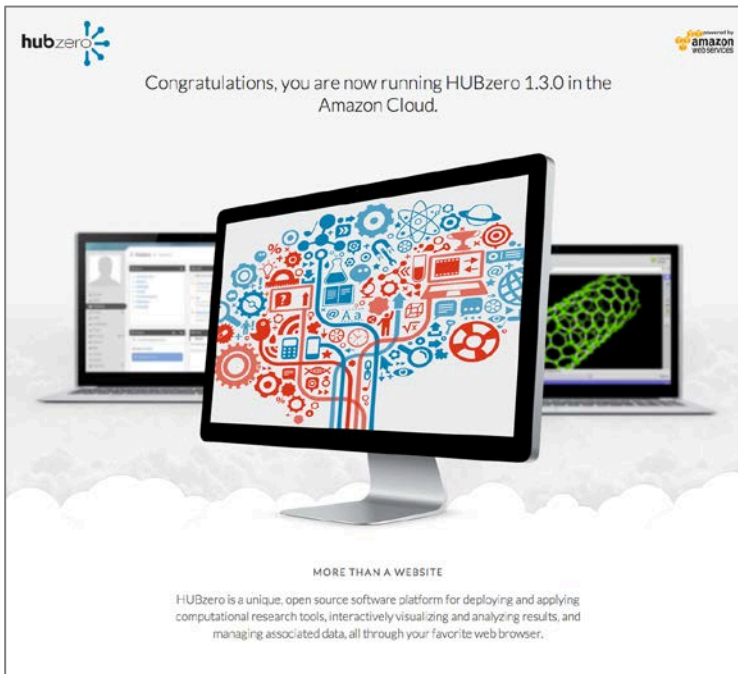 hubzero
powered by
amazon
web services
Congratulations, you are now running HUBzero 1.3.0 in the
Amazon Cloud.
@ A a
MORE THAN A WEBSITE
HUBzero is a unique, open source software platform for deploying and applying
computational research tools, interactively visualizing and analyzing results, and
managing associated data, all through your favorite web browser.